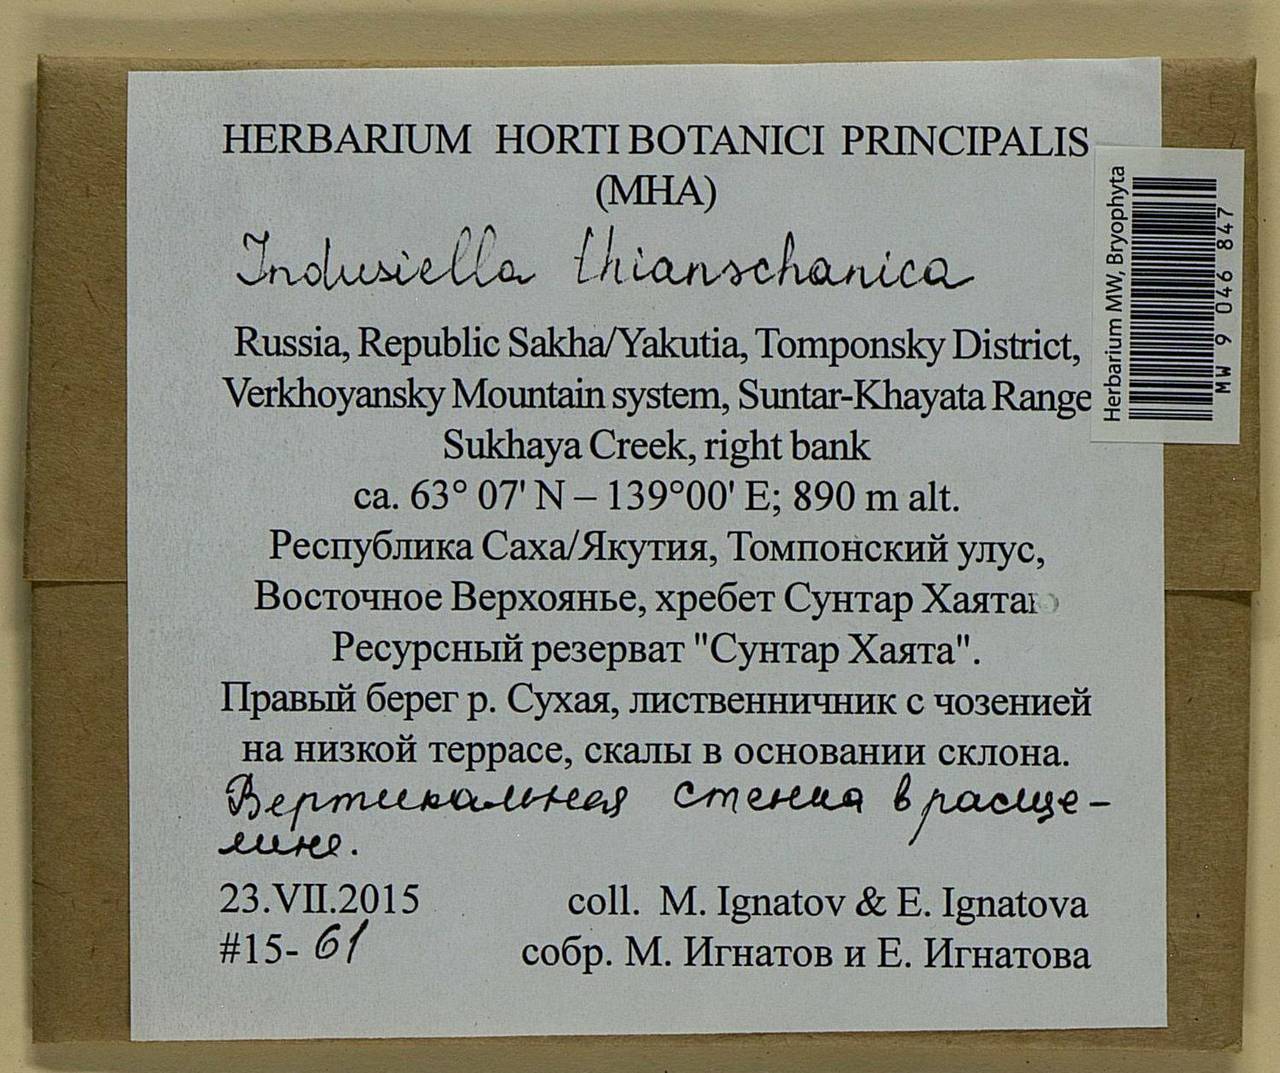 HERBARIUM HORTI BOTANICI PRINCIPALIS
(MHA)
Indusiella thianschanica
Russia, Republic Sakha/Yakutia, Tomponsky District,
Verkhoyansky Mountain system, Suntar-Khayata Range
Sukhaya Creek, right bank
ca. 63° 07' N – 139°00' E; 890 m alt.
Республика Саха/Якутия, Томпонский улус,
Восточное Верхоянье, хребет Сунтар Хаята
Ресурсный резерват "Сунтар Хаята".
Правый берег р. Сухая, лиственничник с чозенией
на низкой террасе, скалы в основании склона.
Вертикальная стенка в расще-
лине.
23.VII.2015 coll. M. Ignatov & E. Ignatova
#15- 61 собр. М. Игнатов и Е. Игнатова
Herbarium MW, Bryophyta
MW 9 046 847